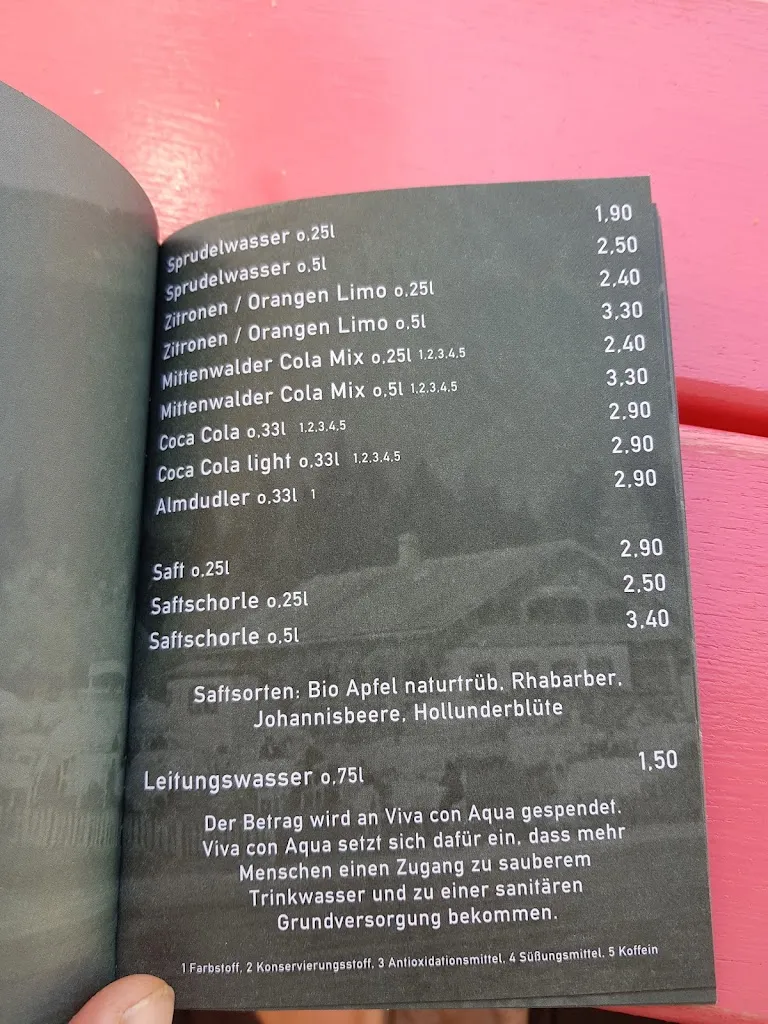 Sprudelwasser 0,25l 1,90
Sprudelwasser 0,5l 2,50
Zitronen / Orangen Limo 0,25l 2,40
Zitronen / Orangen Limo 0,5l 3,30
Mittenwalder Cola Mix 0,25l 1,2,3,4,5 2,40
Mittenwalder Cola Mix 0,5l 1,2,3,4,5 3,30
Coca Cola 0,33l 1,2,3,4,5 2,90
Coca Cola light 0,33l 1,2,3,4,5 2,90
Almdudler 0,33l 1 2,90
Saft 0,25l 2,90
Saftschorle 0,25l 2,50
Saftschorle 0,5l 3,40
Saftsorten: Bio Apfel naturtrüb, Rhabarber,
Johannisbeere, Hollunderblüte
Leitungswasser 0,75l 1,50
Der Betrag wird an Viva con Aqua gespendet.
Viva con Aqua setzt sich dafür ein, dass mehr
Menschen einen Zugang zu sauberem
Trinkwasser und zu einer sanitären
Grundversorgung bekommen.
1 Farbstoff, 2 Konservierungsstoff, 3 Antioxidationsmittel, 4 Süßungsmittel, 5 Koffein